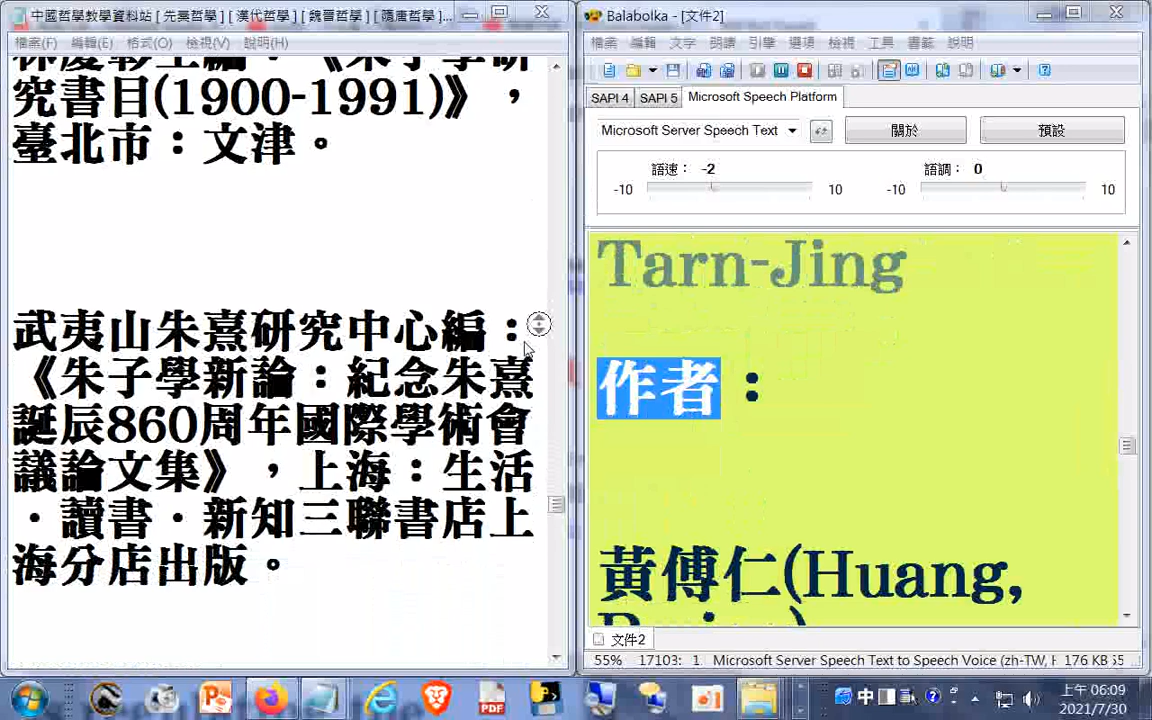 中國哲學教學資料站 [ 先秦哲學 ] [ 漢代哲學 ] [ 魏晉哲學 ] [ 隋唐哲學 ]...
檔案(F) 編輯(E) 格式(O) 檢視(V) 說明(H)
究書目(1900-1991)》，
臺北市：文津。
武夷山朱熹研究中心編：
《朱子學新論：紀念朱熹
誕辰860周年國際學術會
議論文集》，上海：生活
．讀書．新知三聯書店上
海分店出版。
Balabolka - [文件2]
檔案 編輯 文字 朗讀 引擎 選項 檢視 工具 書籤 說明
SAPI 4 SAPI 5 Microsoft Speech Platform
Microsoft Server Speech Text 關於 預設
語速： -2 語調： 0
-10 10 -10 10
Tarn-Jing
作者：
黃傅仁(Huang,
文件2
55% 17103: 1 Microsoft Server Speech Text to Speech Voice (zh-TW, 176 KB
PDF
中
上午 06:09
2021/7/30